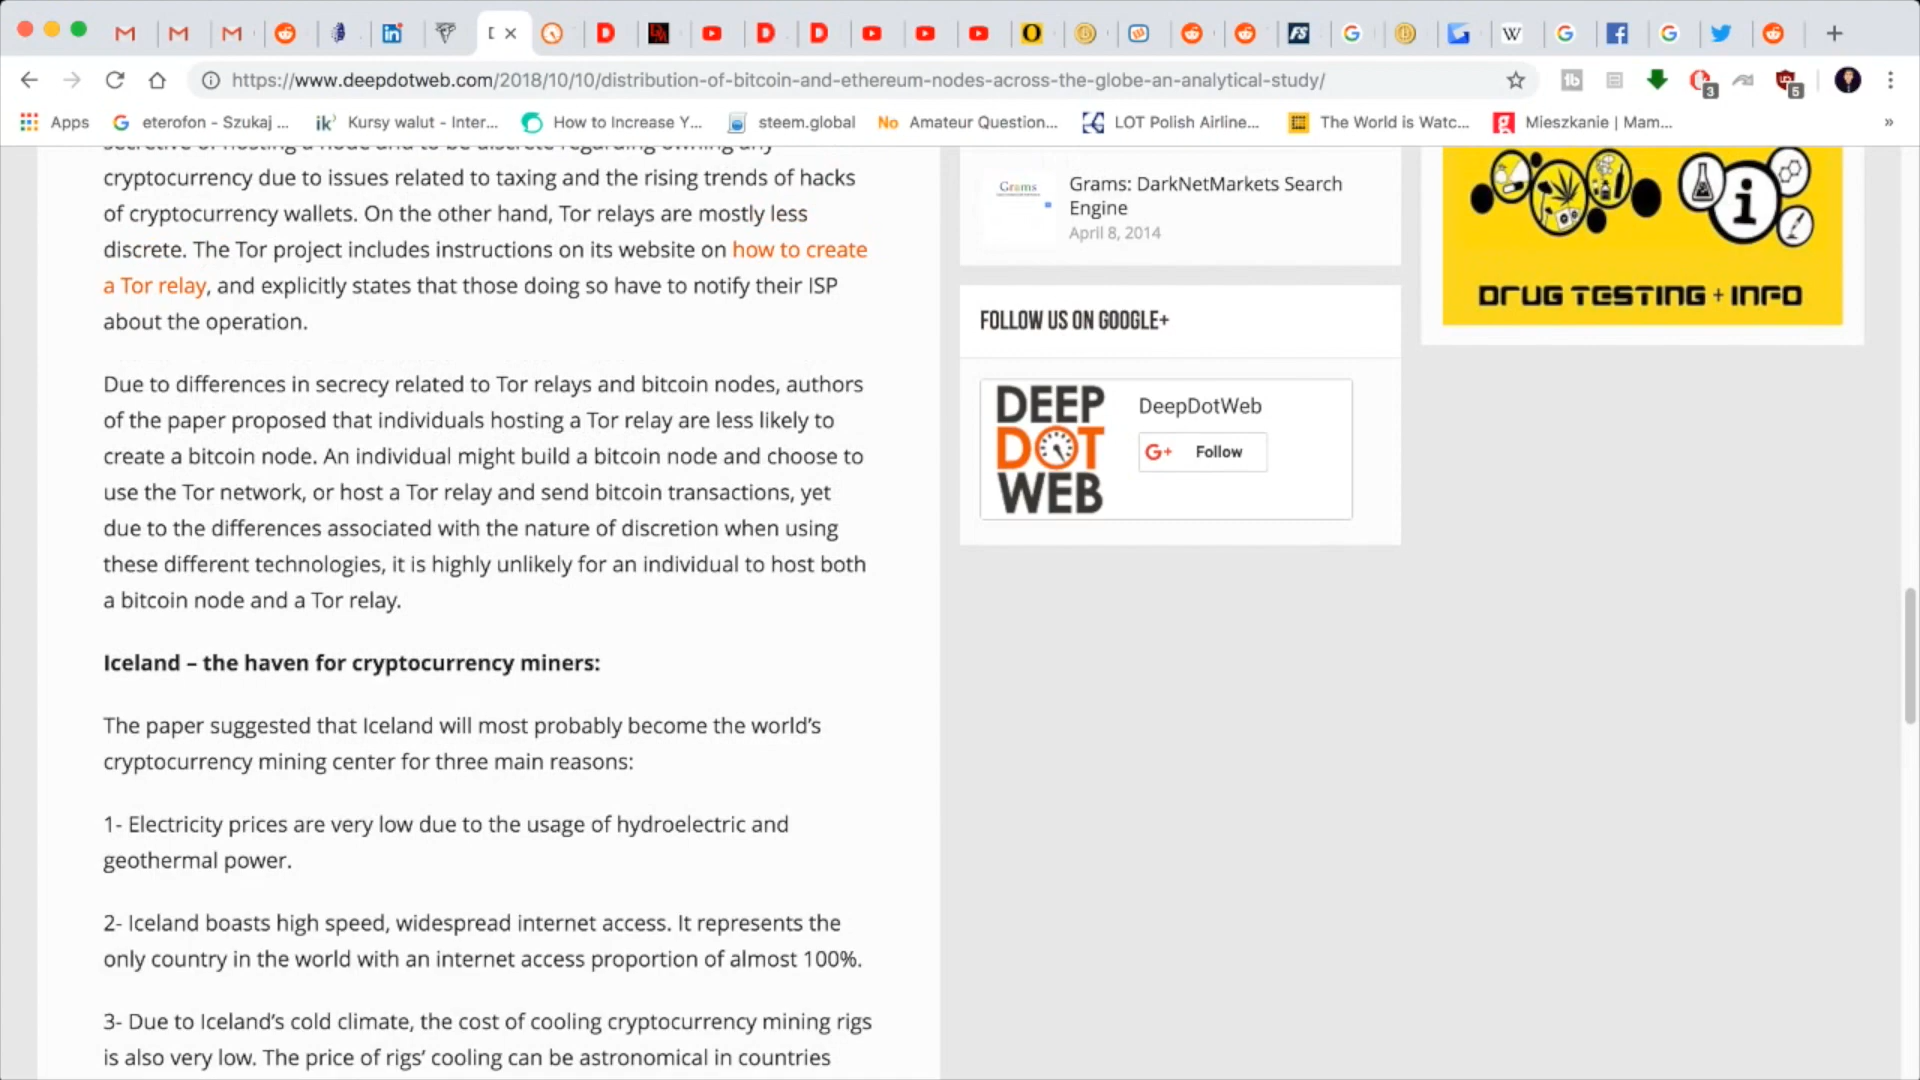 https://www.deepdotweb.com/2018/10/10/distribution-of-bitcoin-and-ethereum-nodes-across-the-globe-an-analytical-study/
3
5
Apps
eterofon - Szukaj ...
Kursy walut - Inter...
How to Increase Y...
steem.global
No Amateur Question...
LOT Polish Airline...
The World is Watc...
Mieszkanie | Mam...
»
secretive of hosting a node and to be discrete regarding owning any
cryptocurrency due to issues related to taxing and the rising trends of hacks
of cryptocurrency wallets. On the other hand, Tor relays are mostly less
discrete. The Tor project includes instructions on its website on how to create
a Tor relay, and explicitly states that those doing so have to notify their ISP
about the operation.
Due to differences in secrecy related to Tor relays and bitcoin nodes, authors
of the paper proposed that individuals hosting a Tor relay are less likely to
create a bitcoin node. An individual might build a bitcoin node and choose to
use the Tor network, or host a Tor relay and send bitcoin transactions, yet
due to the differences associated with the nature of discretion when using
these different technologies, it is highly unlikely for an individual to host both
a bitcoin node and a Tor relay.
Iceland – the haven for cryptocurrency miners:
The paper suggested that Iceland will most probably become the world’s
cryptocurrency mining center for three main reasons:
1- Electricity prices are very low due to the usage of hydroelectric and
geothermal power.
2- Iceland boasts high speed, widespread internet access. It represents the
only country in the world with an internet access proportion of almost 100%.
3- Due to Iceland’s cold climate, the cost of cooling cryptocurrency mining rigs
is also very low. The price of rigs’ cooling can be astronomical in countries
Grams
Grams: DarkNetMarkets Search
Engine
April 8, 2014
FOLLOW US ON GOOGLE+
DEEP
DOT
WEB
DeepDotWeb
G+ Follow
i
DRUG TESTING + INFO